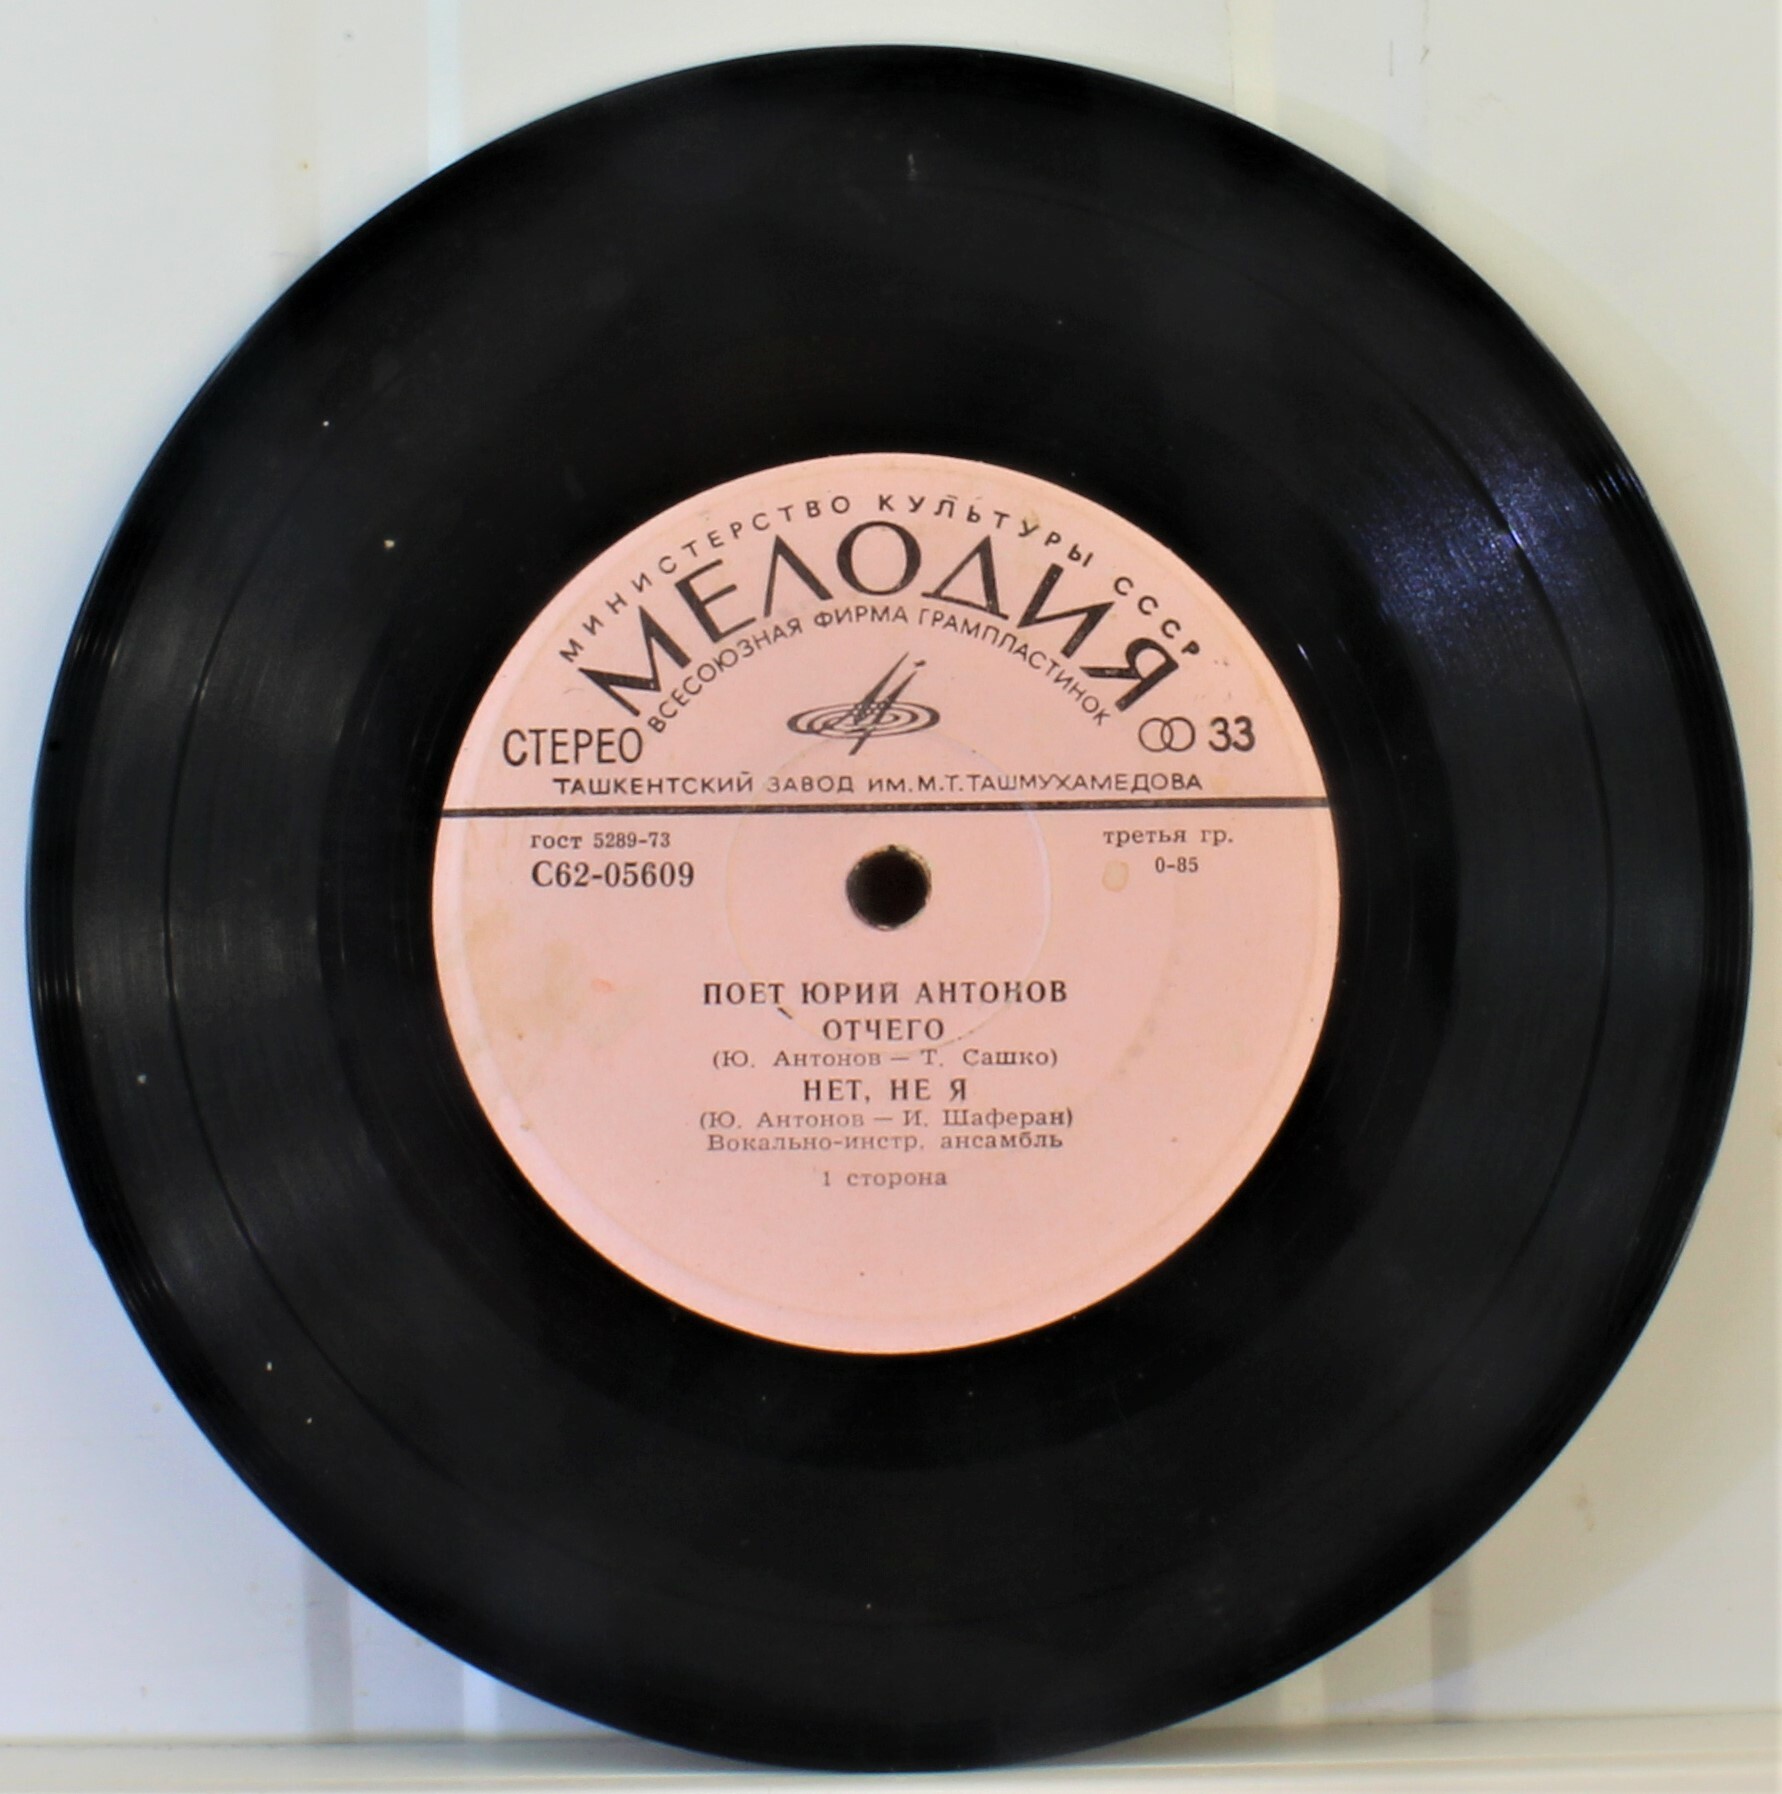 МИНИСТЕРСТВО КУЛЬТУРЫ СССР
МЕЛОДИЯ
ВСЕСОЮЗНАЯ ФИРМА ГРАМПЛАСТИНОК
СТЕРЕО
33
ТАШКЕНТСКИЙ ЗАВОД ИМ. М.Т. ТАШМУХАМЕДОВА
гост 5289-73
третья гр.
С62-05609
0-85
ПОЕТ ЮРИЙ АНТОНОВ
ОТЧЕГО
(Ю. Антонов — Т. Сашко)
НЕТ, НЕ Я
(Ю. Антонов — И. Шаферан)
Вокально-инстр. ансамбль
1 сторона